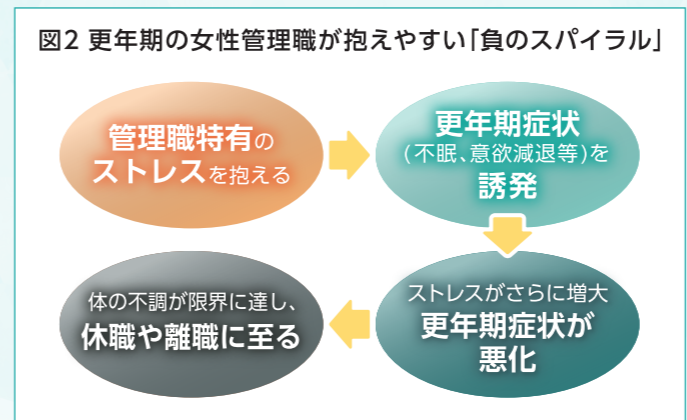 図2 更年期の女性管理職が抱えやすい「負のスパイラル」
管理職特有の
ストレスを抱える
更年期症状
(不眠、意欲減退等)を
誘発
ストレスがさらに増大
更年期症状が
悪化
体の不調が限界に達し、
休職や離職に至る